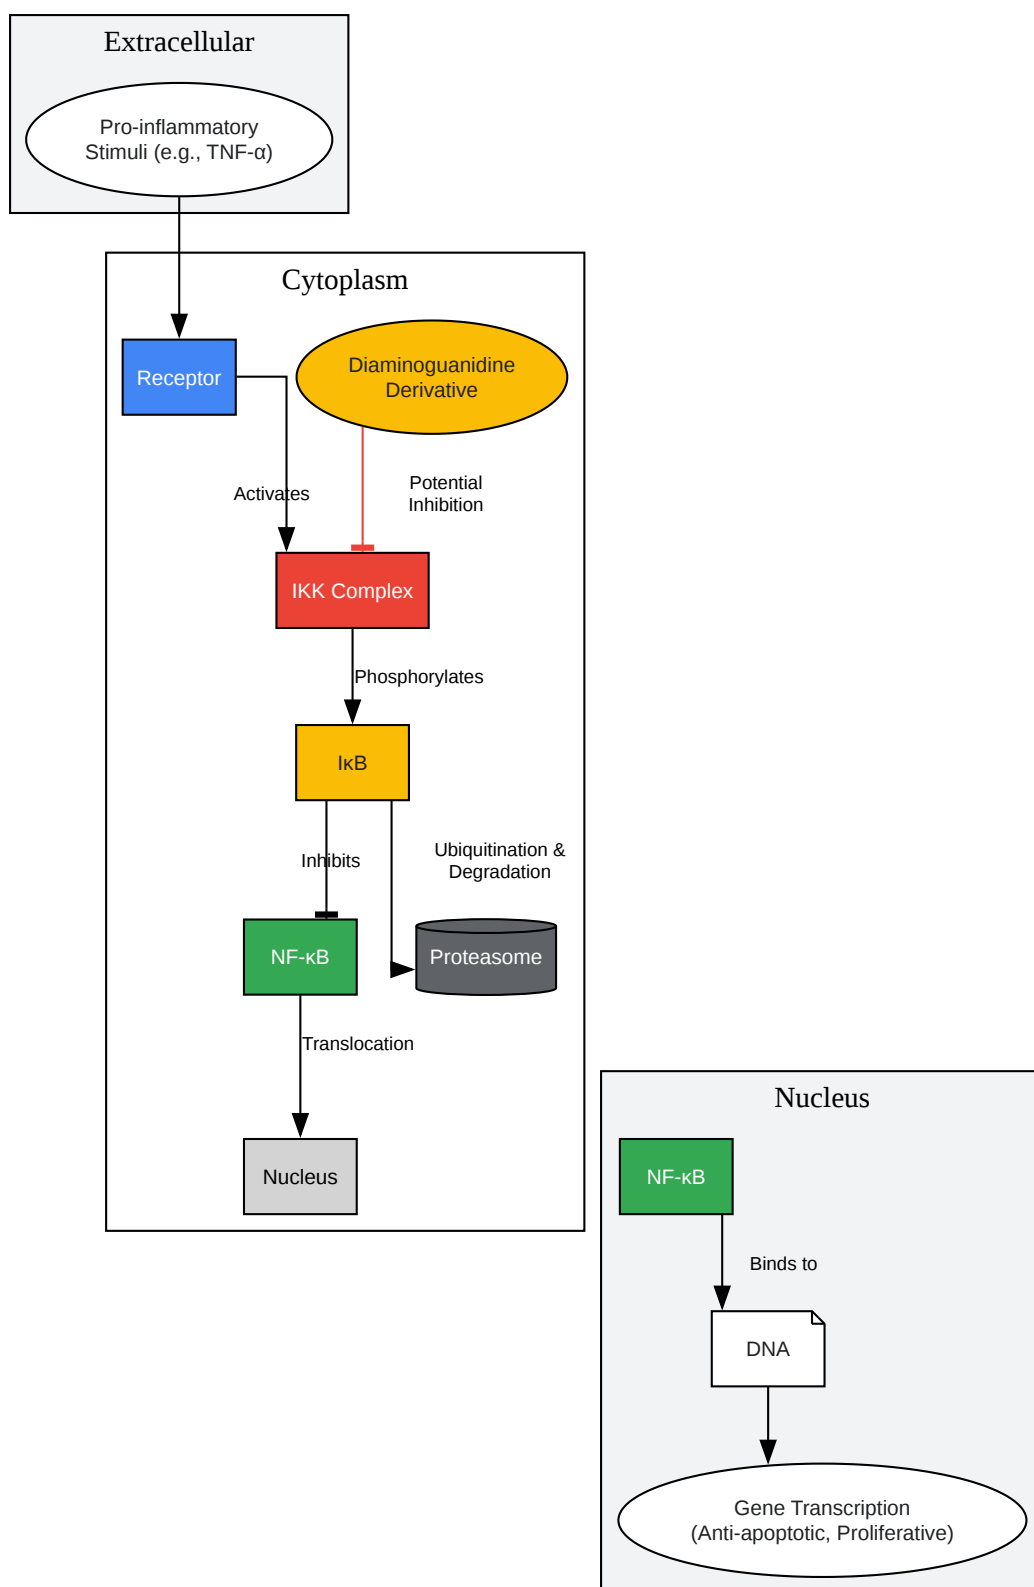 Extracellular
Pro-inflammatory
Stimuli (e.g., TNF-α)
Cytoplasm
Receptor
Diaminoguanidine
Derivative
Activates
Potential
Inhibition
IKK Complex
Phosphorylates
IκB
Inhibits
Ubiquitination &
Degradation
NF-κB
Proteasome
Translocation
Nucleus
Nucleus
NF-κB
Binds to
DNA
Gene Transcription
(Anti-apoptotic, Proliferative)